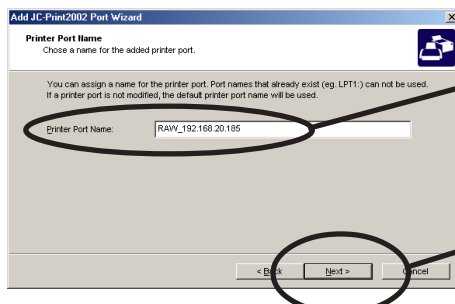 Add JC-Print2002 Port Wizard
Printer Port Name
Chose a name for the added printer port.
You can assign a name for the printer port. Port names that already exist (eg. LPT1:) can not be used.
If a printer port is not modified, the default printer port name will be used.
Printer Port Name: RAW_192.168.20.185
< Back Next > Cancel